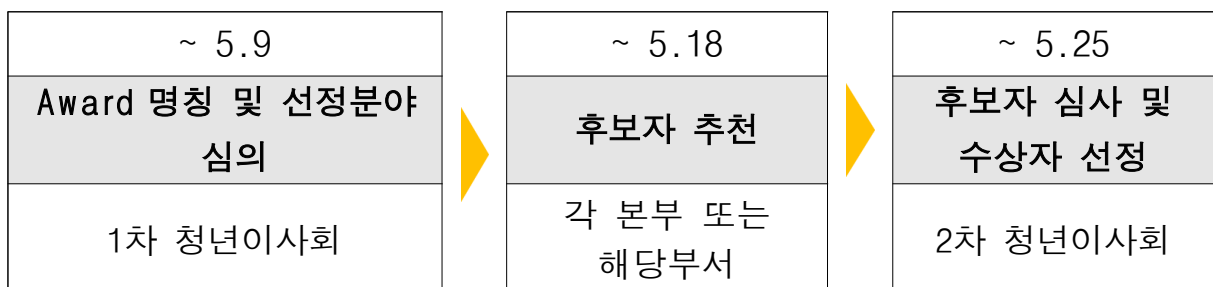 ~ 5.9
Award 명칭 및 선정분야
심의
1차 청년이사회
~ 5.18
후보자 추천
각 본부 또는
해당부서
~ 5.25
후보자 심사 및
수상자 선정
2차 청년이사회